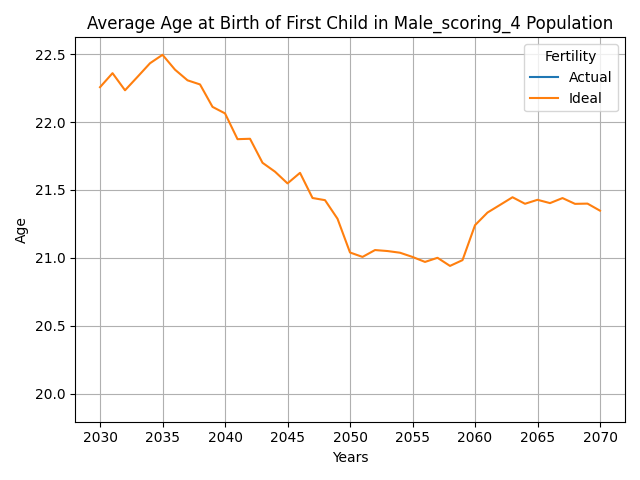 Average Age at Birth of First Child in Male_scoring_4 Population
Fertility
Actual
Ideal
22.5
22.0
21.5
21.0
20.5
20.0
Age
2030 2035 2040 2045 2050 2055 2060 2065 2070
Years